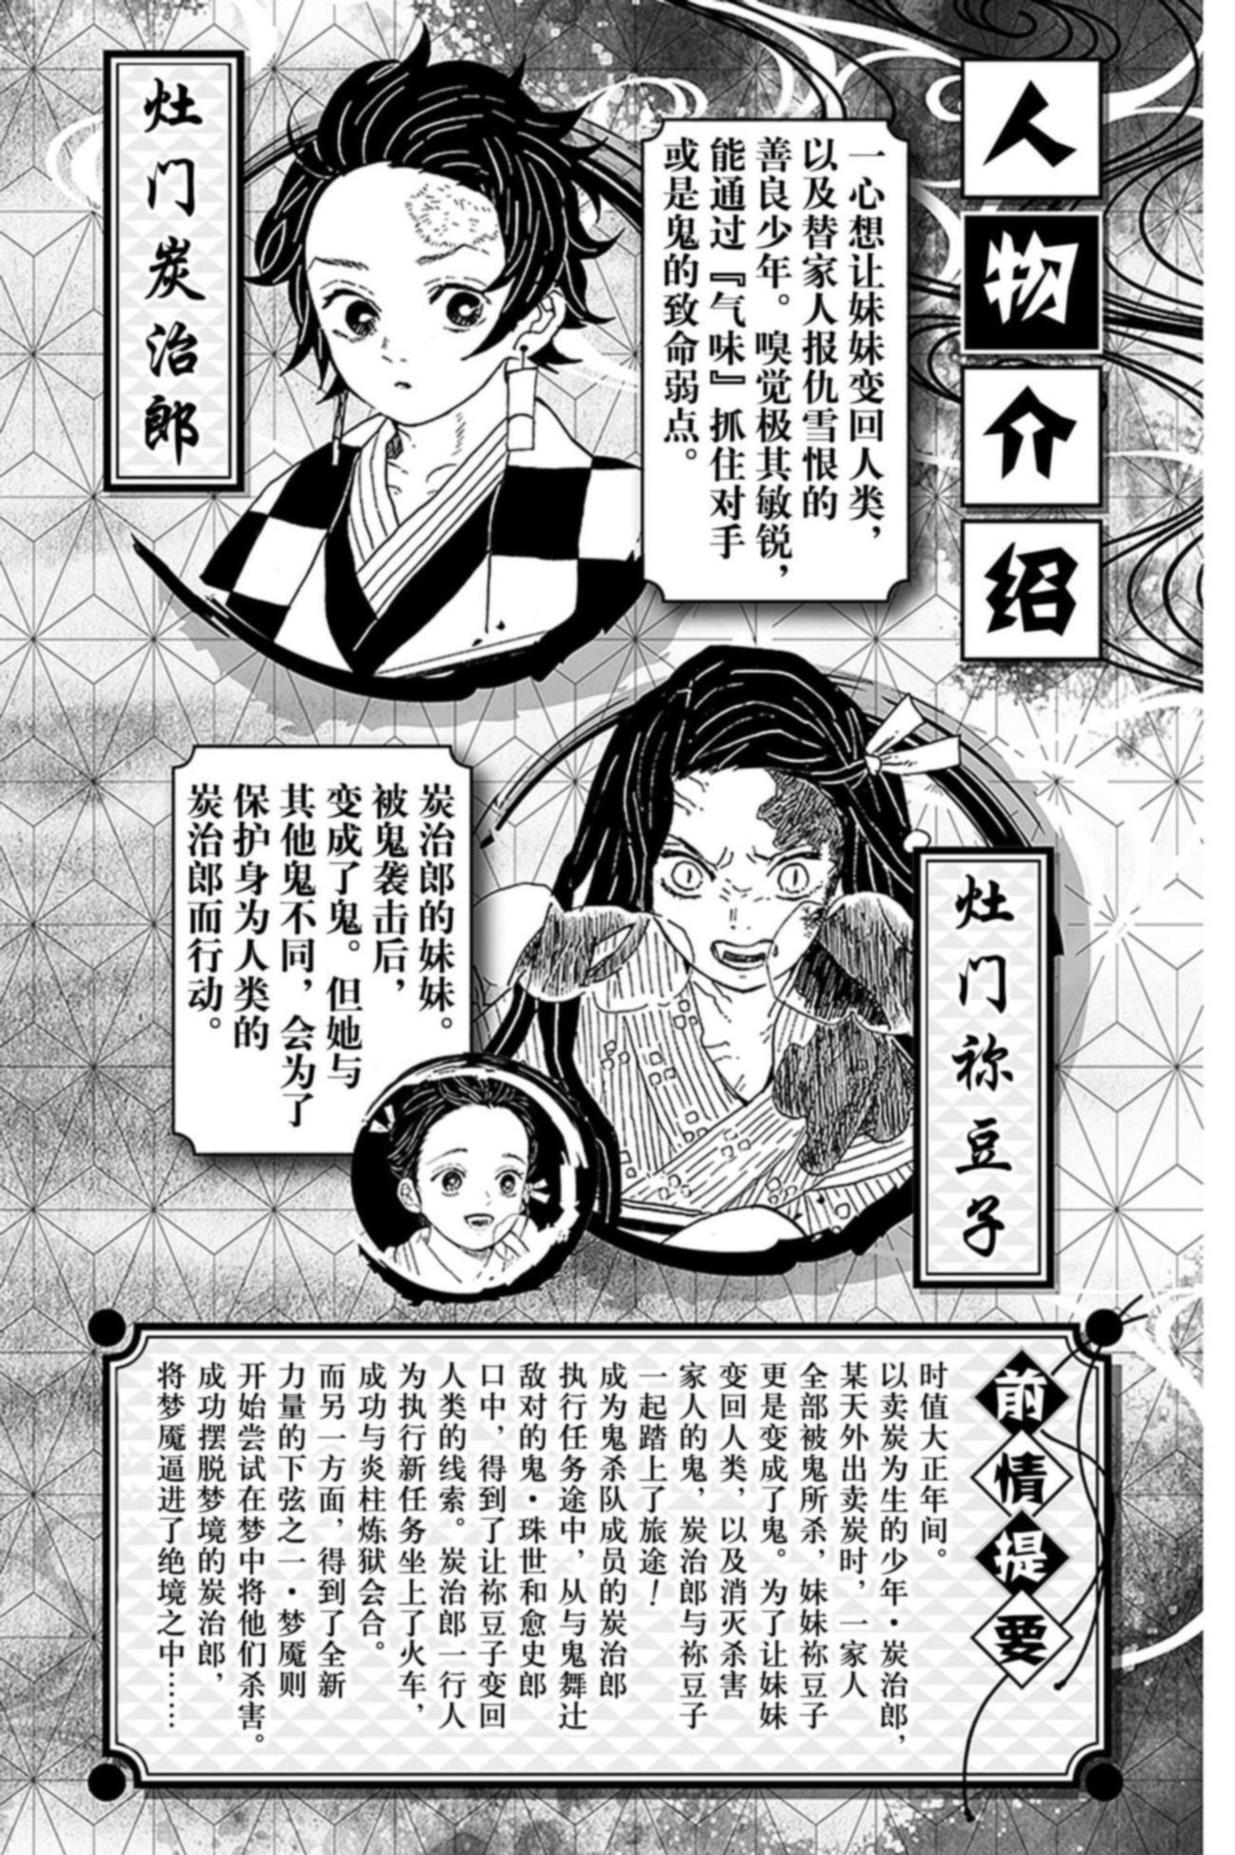 人物介绍
一心想让妹妹变回人类，
以及替家人报仇雪恨的
善良少年。嗅觉极其敏锐，
能通过『气味』抓住对手
或是鬼的致命弱点。
灶门炭治郎
灶门祢豆子
炭治郎的妹妹。
被鬼袭击后，
变成了鬼。但她与
其他鬼不同，会为了
保护身为人类的
炭治郎而行动。
前情提要
时值大正年间。
以卖炭为生的少年·炭治郎，
某天外出卖炭时，一家人
全部被鬼所杀，妹妹祢豆子
更是变成了鬼。为了让妹妹
变回人类，以及消灭杀害
家人的鬼，炭治郎与祢豆子
一起踏上了旅途！
成为鬼杀队成员的炭治郎
执行任务途中，从与鬼舞辻
敌对的鬼·珠世和愈史郎
口中，得到了让祢豆子变回
人类的线索。炭治郎一行人
为执行新任务坐上了火车，
成功与炎柱炼狱会合。
而另一方面，得到了全新
力量的下弦之一·梦魇则
开始尝试在梦中将他们杀害。
成功摆脱梦境的炭治郎，
将梦魇逼进了绝境之中……